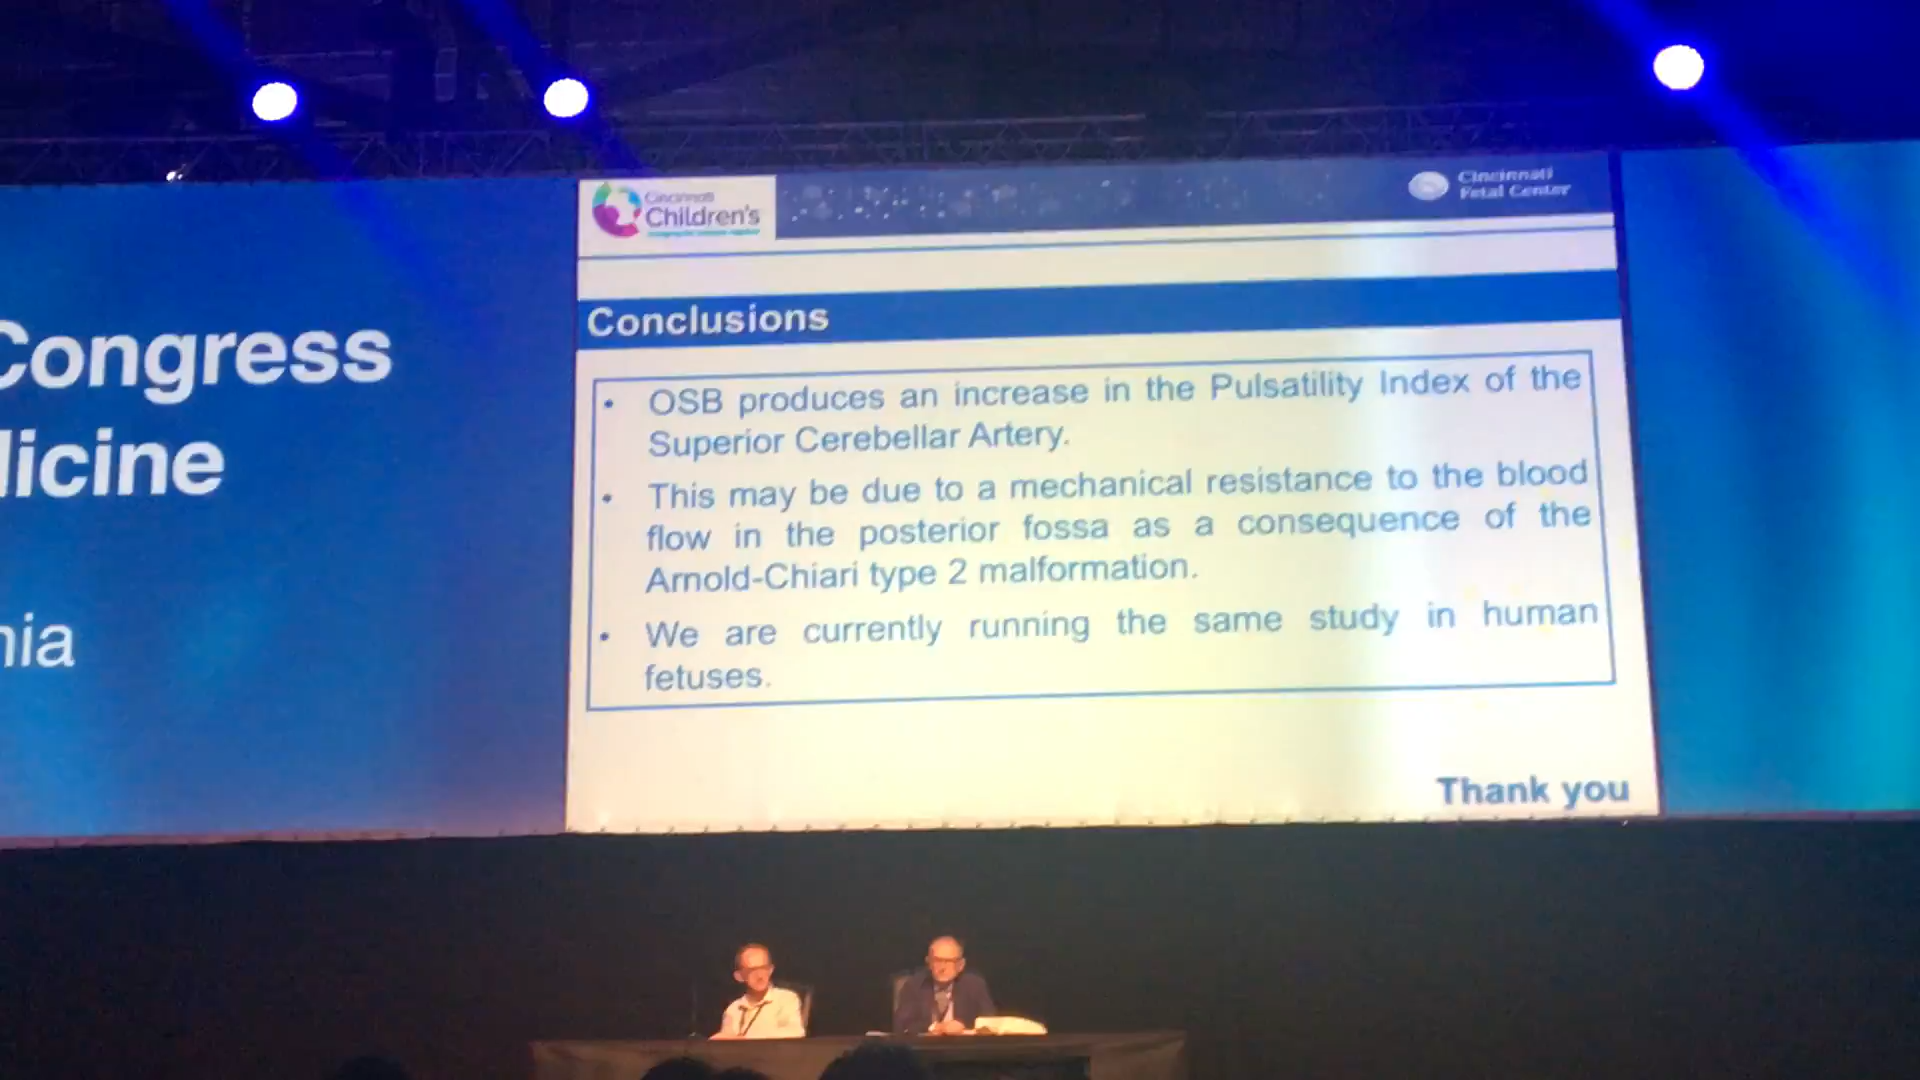 Congress
licine
nia
Cincinnati
Children's
Cincinnati
Fetal Center
Conclusions
• OSB produces an increase in the Pulsatility Index of the
Superior Cerebellar Artery.
• This may be due to a mechanical resistance to the blood
flow in the posterior fossa as a consequence of the
Arnold-Chiari type 2 malformation.
• We are currently running the same study in human
fetuses.
Thank you